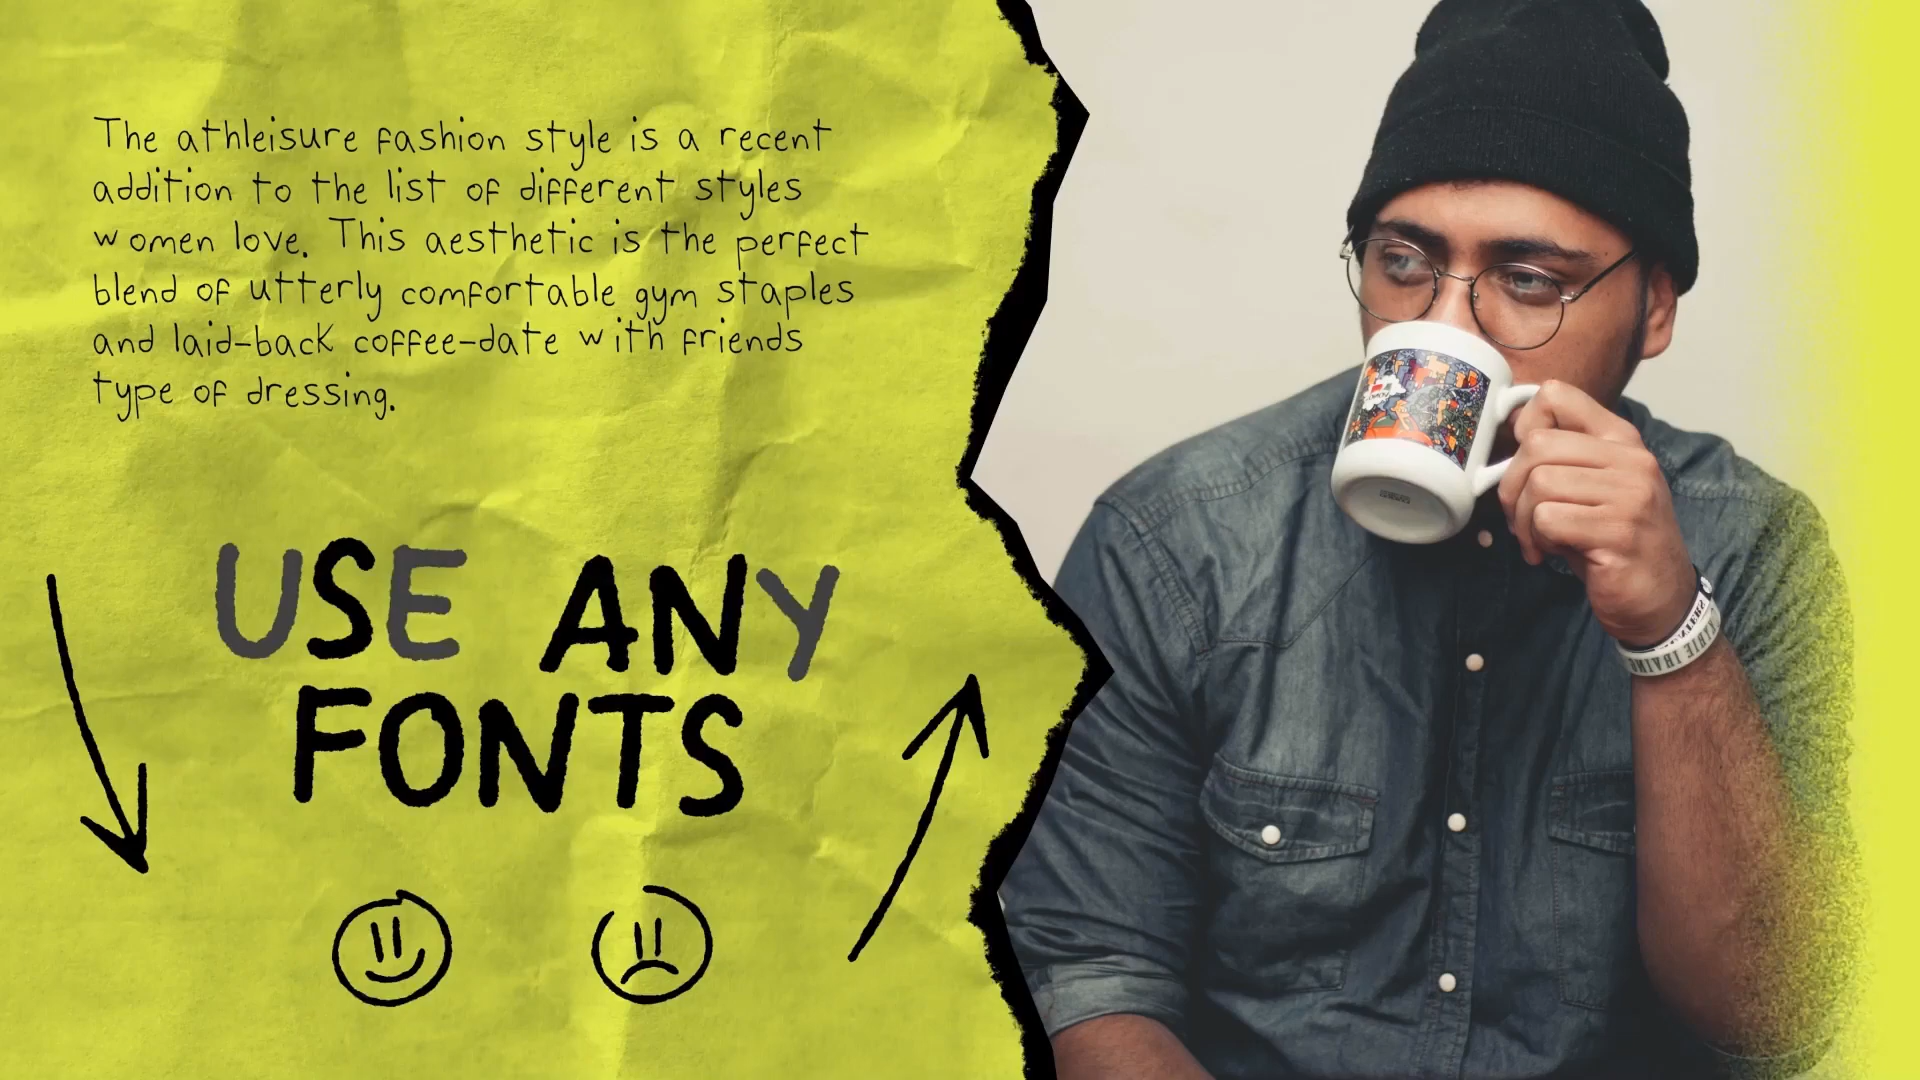 The athleisure fashion style is a recent
addition to the list of different styles
women love. This aesthetic is the perfect
blend of utterly comfortable gym staples
and laid-back coffee-date with friends
type of dressing.
USE ANY
FONTS